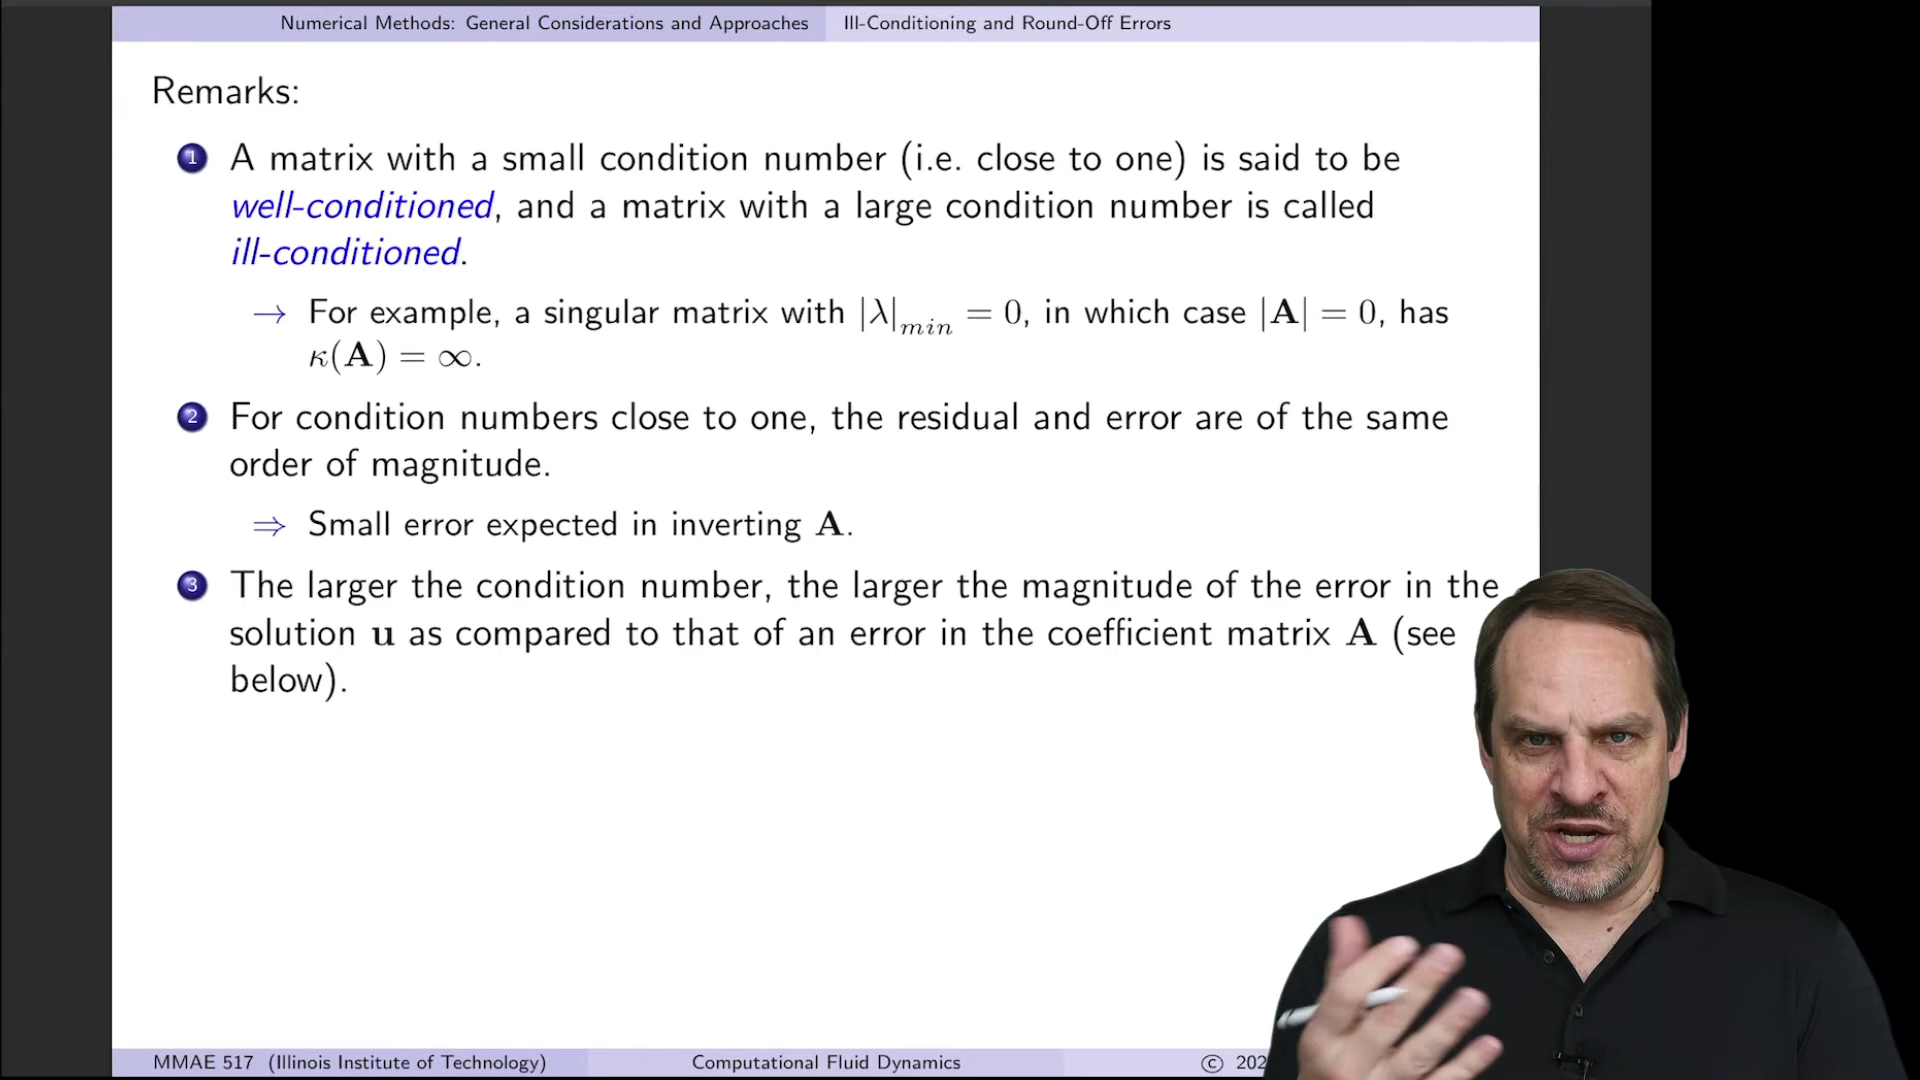 Numerical Methods: General Considerations and Approaches Ill-Conditioning and Round-Off Errors
Remarks:
1 A matrix with a small condition number (i.e. close to one) is said to be
well-conditioned, and a matrix with a large condition number is called
ill-conditioned.
→ For example, a singular matrix with |λ|min = 0, in which case |A| = 0, has
κ(A) = ∞.
2 For condition numbers close to one, the residual and error are of the same
order of magnitude.
⇒ Small error expected in inverting A.
3 The larger the condition number, the larger the magnitude of the error in the
solution u as compared to that of an error in the coefficient matrix A (see
below).
MMAE 517 (Illinois Institute of Technology) Computational Fluid Dynamics ©